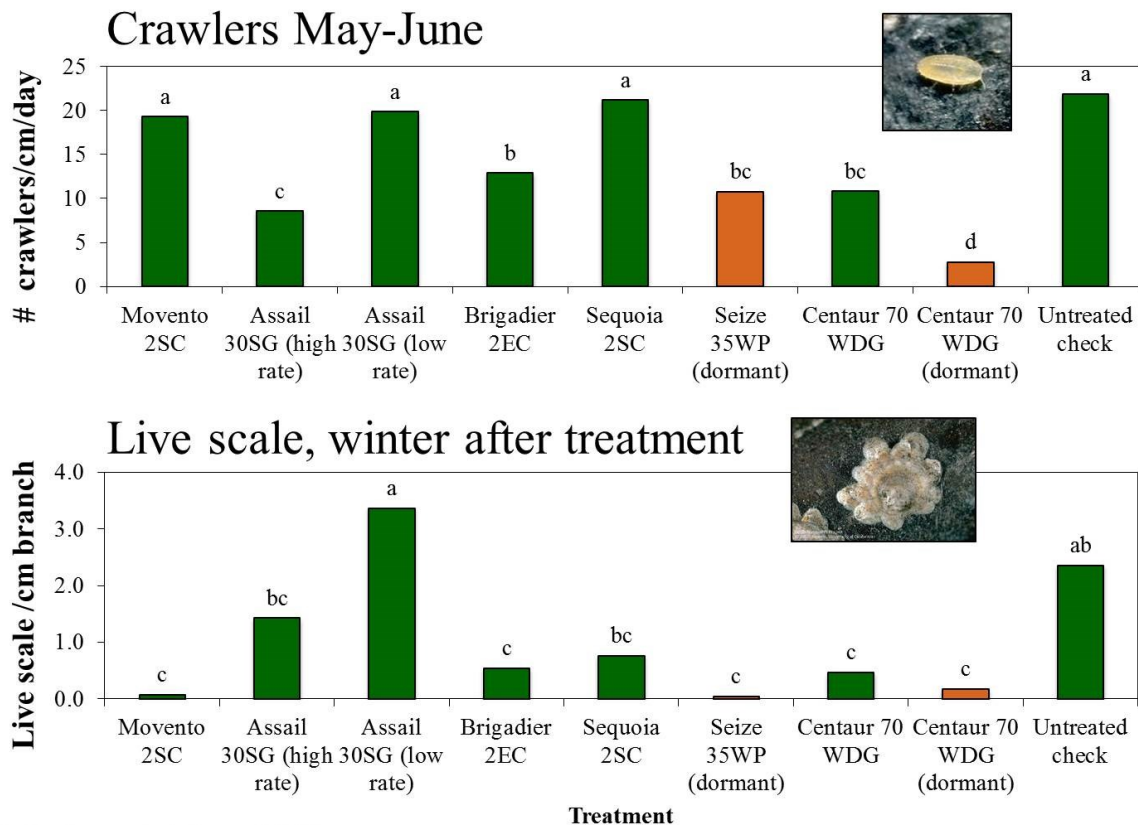 Crawlers May-June
# crawlers/cm/day
25
20
15
10
5
0
a
c
a
b
a
bc
bc
d
a
Movento 2SC
Assail 30SG (high rate)
Assail 30SG (low rate)
Brigadier 2EC
Sequoia 2SC
Seize 35WP (dormant)
Centaur 70 WDG
Centaur 70 WDG (dormant)
Untreated check
Live scale, winter after treatment
Live scale /cm branch
4.0
3.0
2.0
1.0
0.0
c
bc
a
c
bc
c
c
c
ab
Movento 2SC
Assail 30SG (high rate)
Assail 30SG (low rate)
Brigadier 2EC
Sequoia 2SC
Seize 35WP (dormant)
Centaur 70 WDG
Centaur 70 WDG (dormant)
Untreated check
Treatment